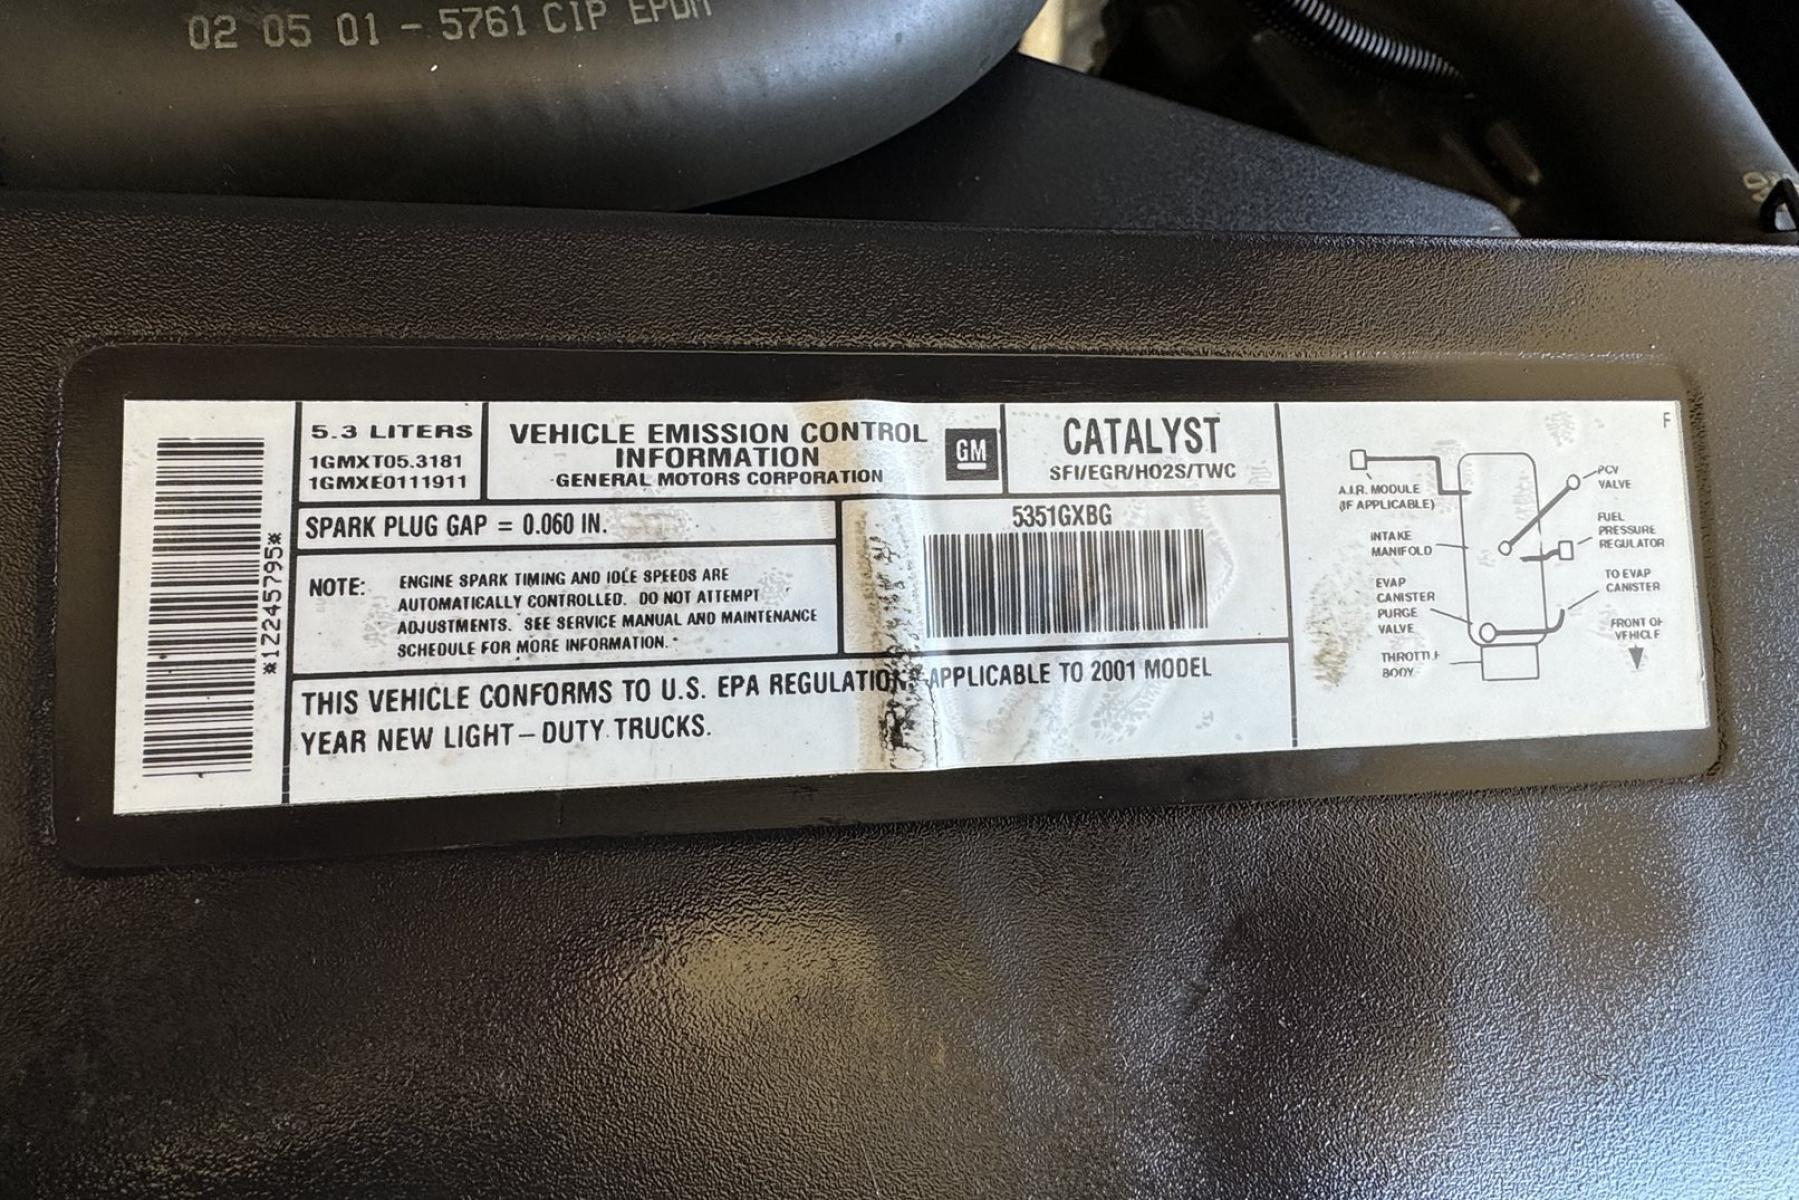 02 05 01 - 5761 CIP EPDM
*12245795*
5.3 LITERS
1GMXT05.3181
1GMXE0111911
VEHICLE EMISSION CONTROL
INFORMATION
GENERAL MOTORS CORPORATION
GM
CATALYST
SFI/EGR/HO2S/TWC
SPARK PLUG GAP = 0.060 IN.
NOTE: ENGINE SPARK TIMING AND IDLE SPEEDS ARE
AUTOMATICALLY CONTROLLED. DO NOT ATTEMPT
ADJUSTMENTS. SEE SERVICE MANUAL AND MAINTENANCE
SCHEDULE FOR MORE INFORMATION.
5351GXBG
THIS VEHICLE CONFORMS TO U.S. EPA REGULATIONS APPLICABLE TO 2001 MODEL
YEAR NEW LIGHT-DUTY TRUCKS.
F
A.I.R. MODULE
(IF APPLICABLE)
INTAKE
MANIFOLD
EVAP
CANISTER
PURGE
VALVE
THROTTLE
BODY
PCV
VALVE
FUEL
PRESSURE
REGULATOR
TO EVAP
CANISTER
FRONT OF
VEHICLE